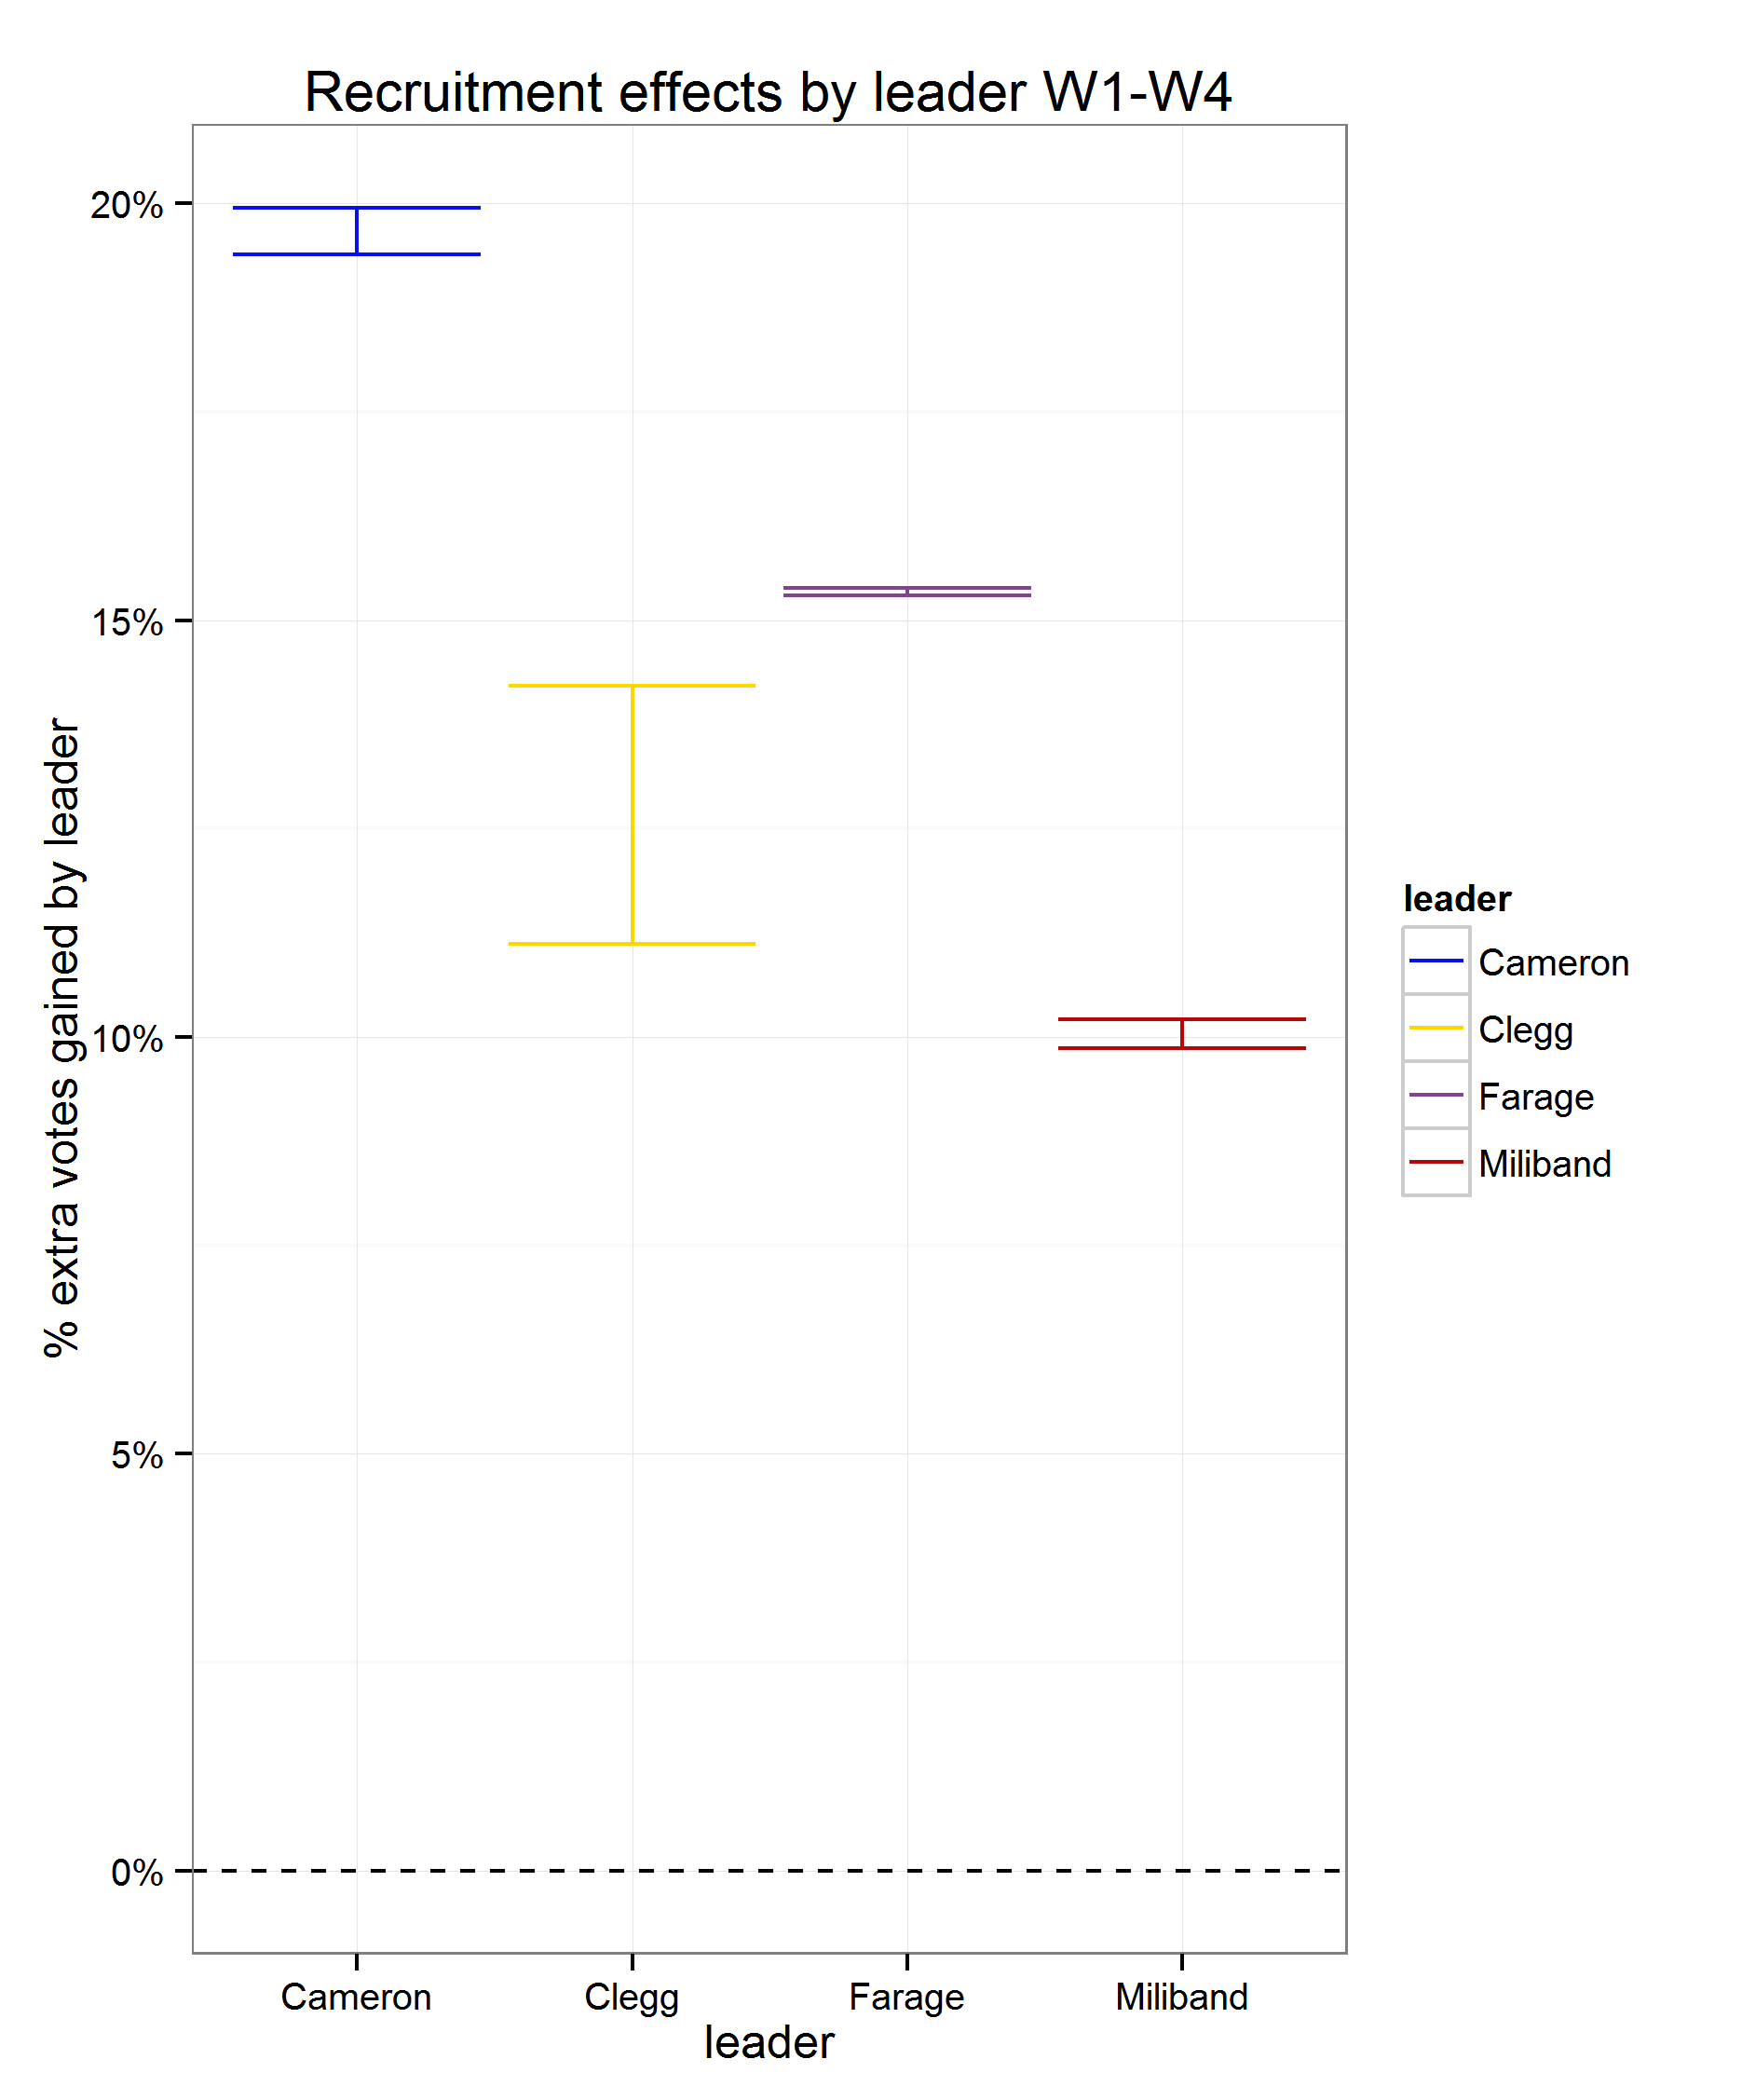 Recruitment effects by leader W1-W4
% extra votes gained by leader
20%
15%
10%
5%
0%
Cameron
Clegg
Farage
Miliband
leader
leader
Cameron
Clegg
Farage
Miliband